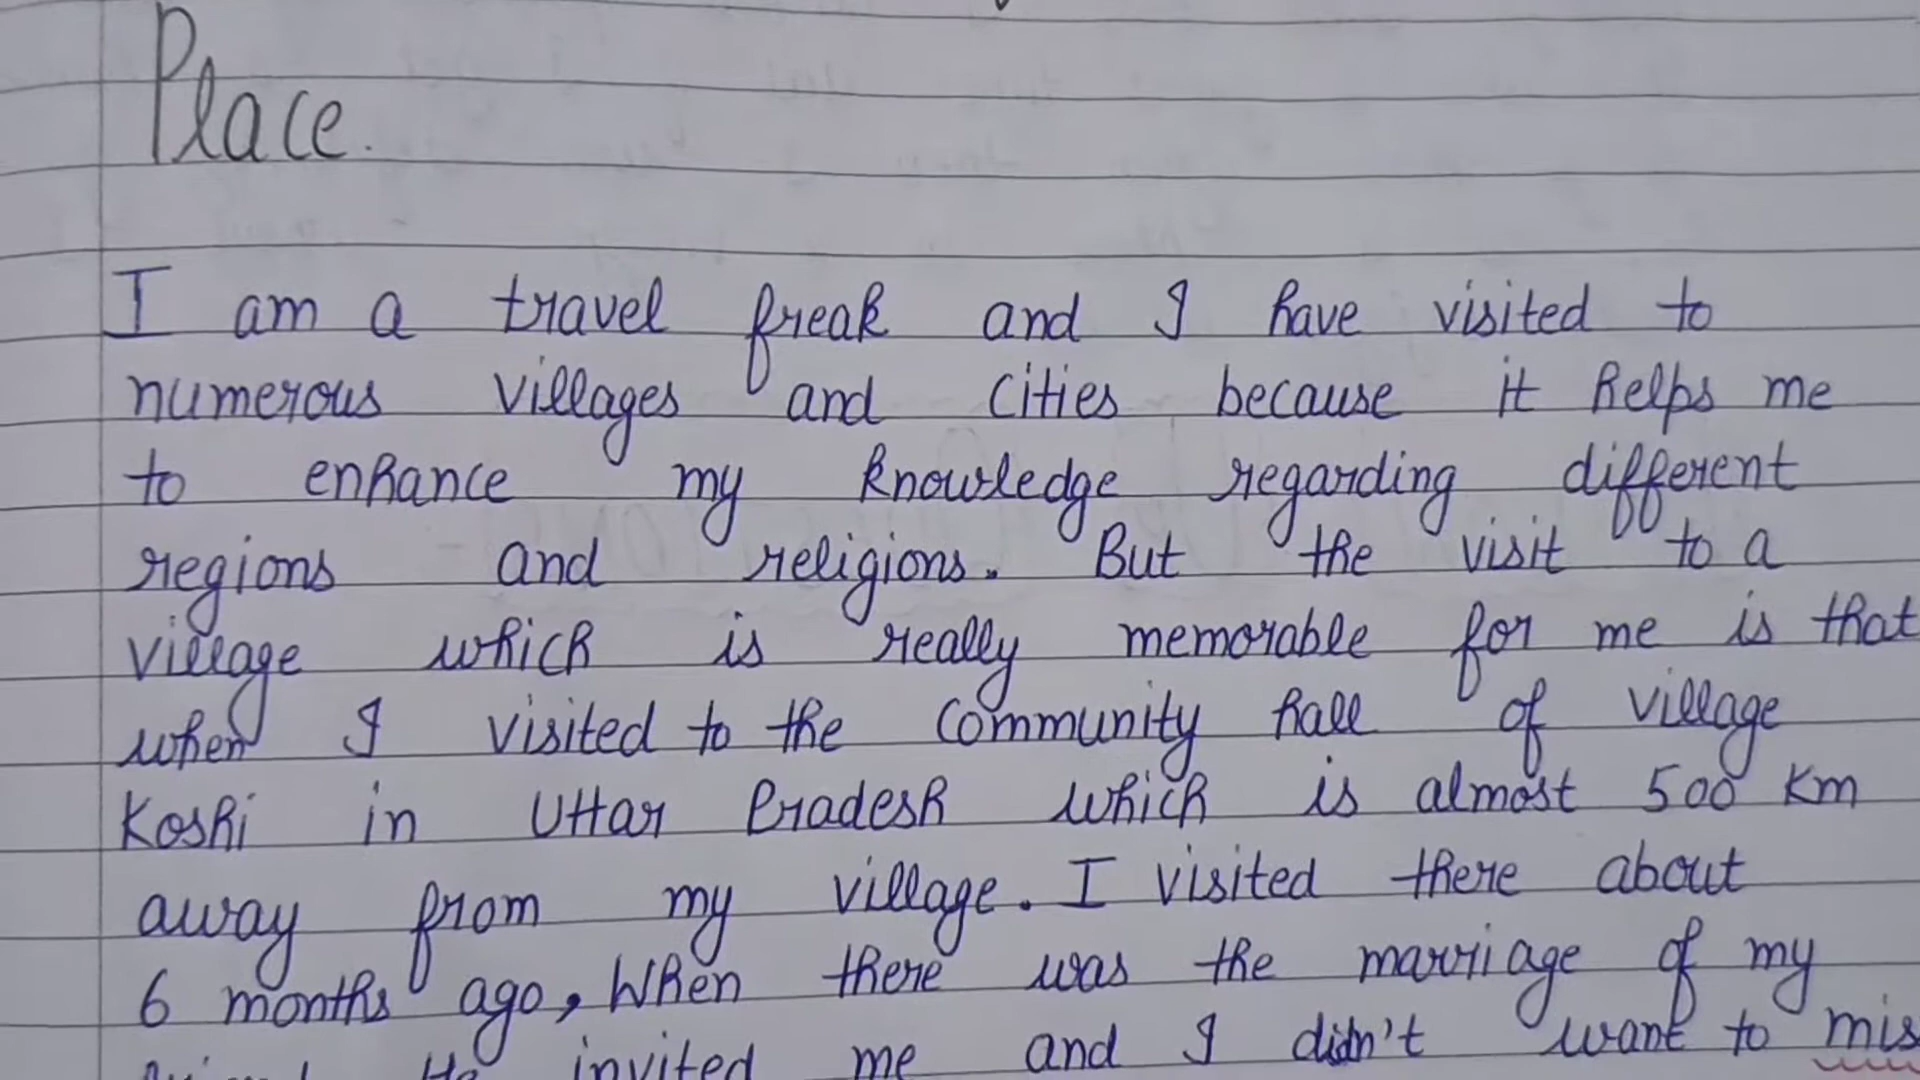 Place.
I am a travel freak and I have visited to
numerous villages and cities because it helps me
to enhance my knowledge regarding different
regions and religions. But the visit to a
village which is really memorable for me is that
when I visited to the community hall of village
Koshi in Uttar Pradesh which is almost 500 km
away from my village. I visited there about
6 months ago, When there was the marriage of my
He invited me and I didn't want to mis